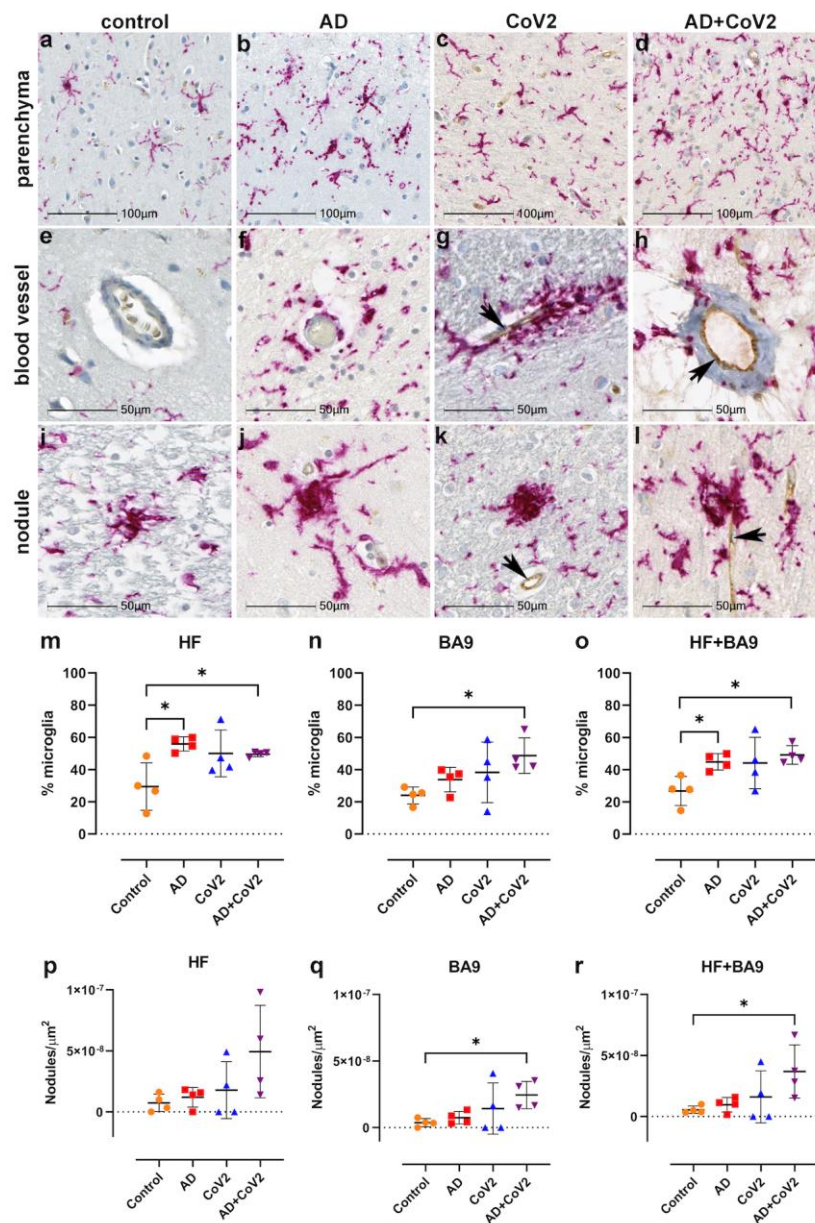 control AD CoV2 AD+CoV2
parenchyma
a b c d
100µm 100µm 100µm 100µm
blood vessel
e f g h
50µm 50µm 50µm 50µm
nodule
i j k l
50µm 50µm 50µm 50µm
m HF n BA9 o HF+BA9
% microglia % microglia % microglia
100 100 100
80 80 80
60 60 60
40 40 40
20 20 20
0 0 0
* * * * *
Control AD CoV2 AD+CoV2 Control AD CoV2 AD+CoV2 Control AD CoV2 AD+CoV2
p HF q BA9 r HF+BA9
Nodules/µm² Nodules/µm² Nodules/µm²
1×10⁻⁷ 1×10⁻⁷ 1×10⁻⁷
5×10⁻⁸ 5×10⁻⁸ 5×10⁻⁸
0 0 0
* *
Control AD CoV2 AD+CoV2 Control AD CoV2 AD+CoV2 Control AD CoV2 AD+CoV2